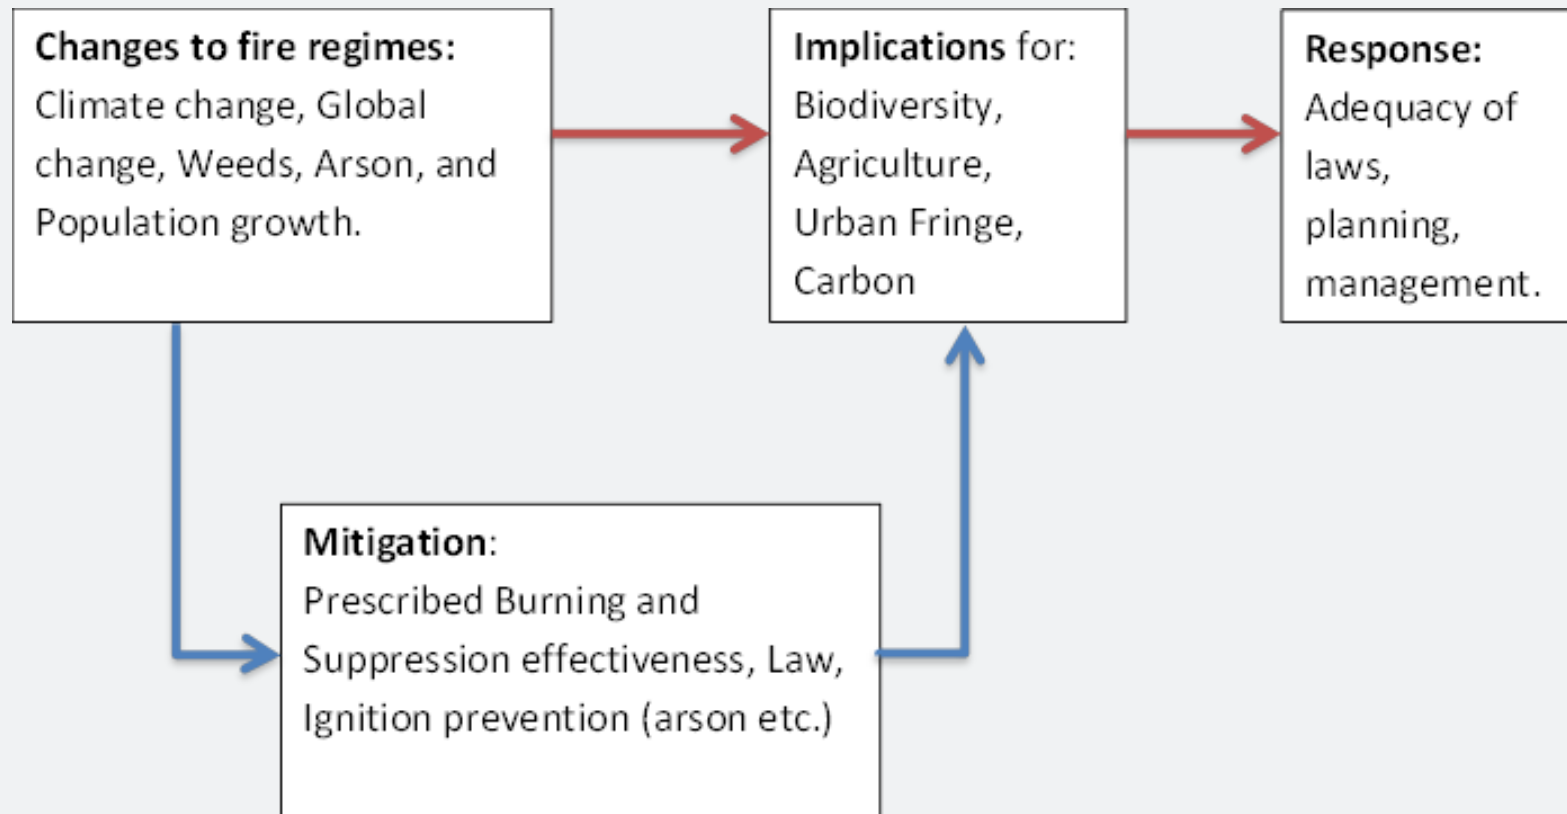 Changes to fire regimes:
Climate change, Global
change, Weeds, Arson, and
Population growth.
Implications for:
Biodiversity,
Agriculture,
Urban Fringe,
Carbon
Response:
Adequacy of
laws,
planning,
management.
Mitigation:
Prescribed Burning and
Suppression effectiveness, Law,
Ignition prevention (arson etc.)